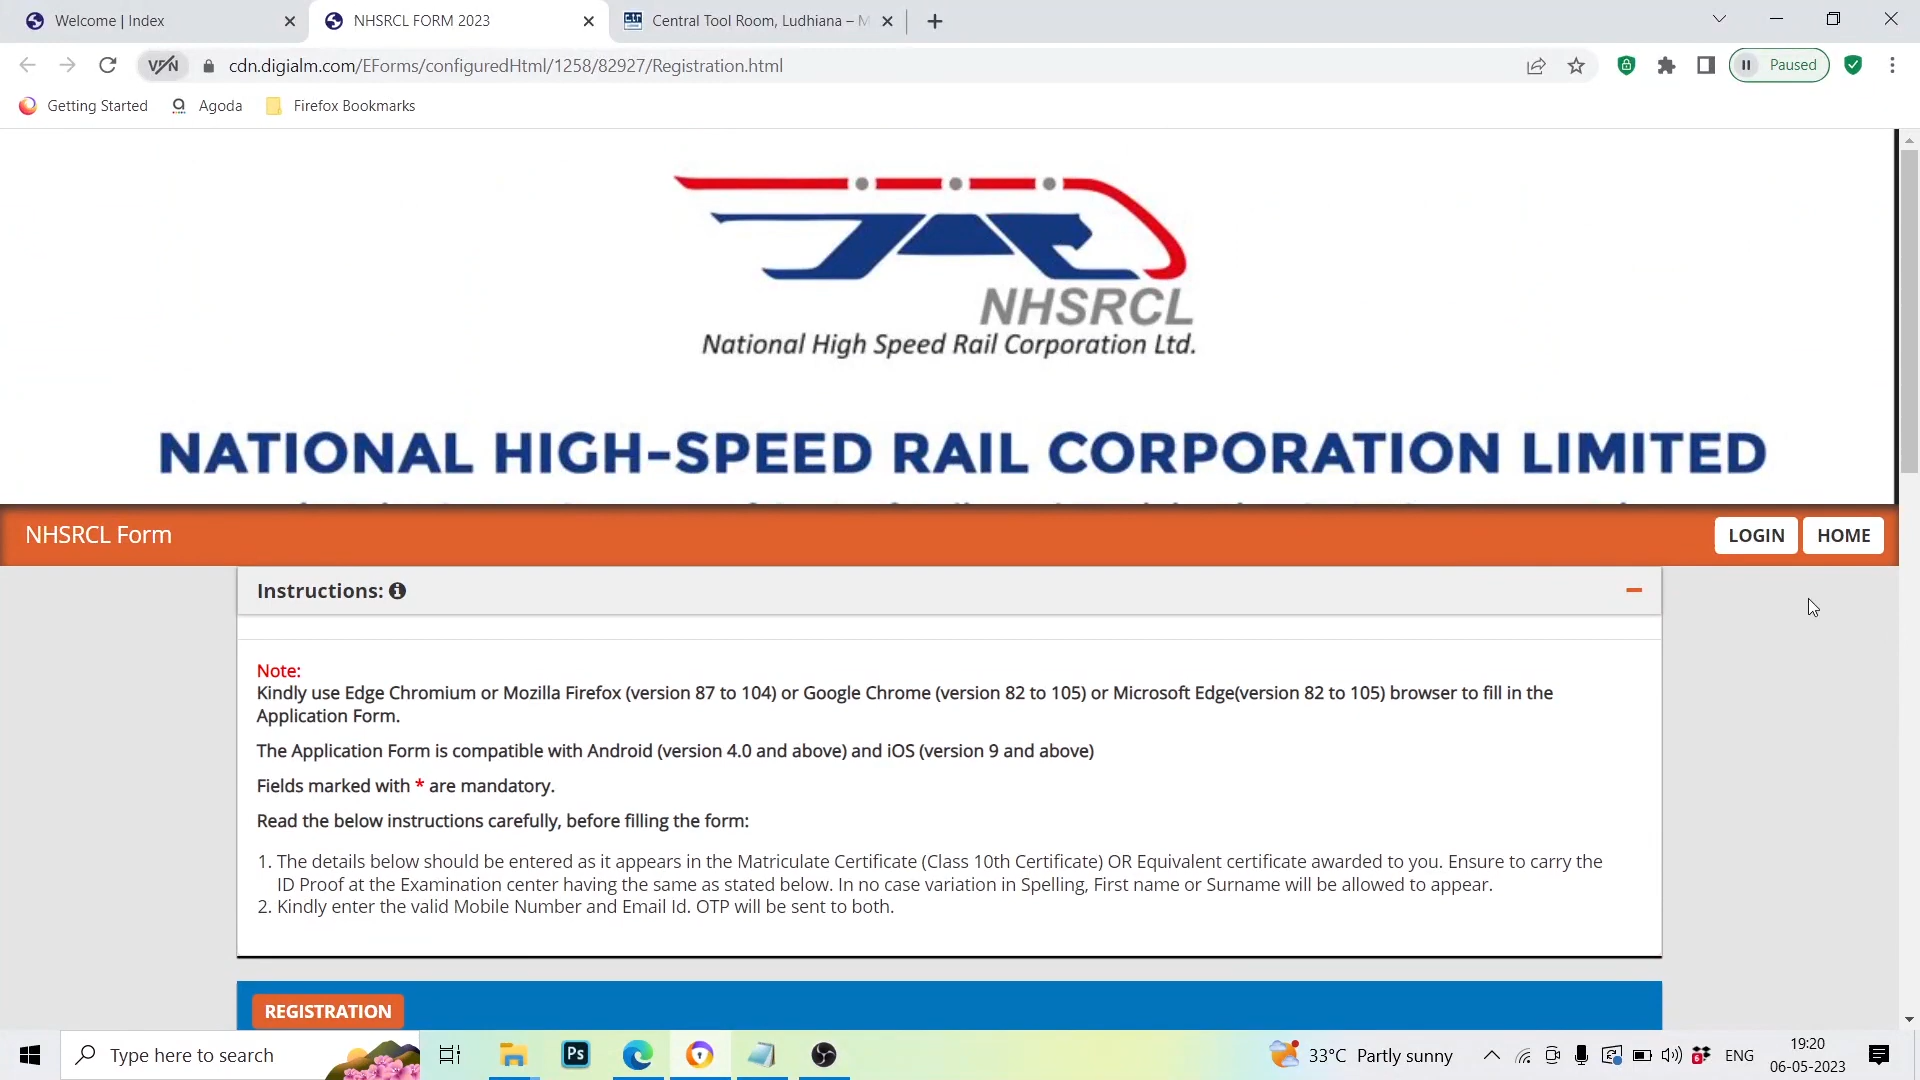 Welcome | Index
NHSRCL FORM 2023
Central Tool Room, Ludhiana – M
VPN
cdn.digialm.com/EForms/configuredHtml/1258/82927/Registration.html
Paused
Getting Started
Agoda
Firefox Bookmarks
NHSRCL
National High Speed Rail Corporation Ltd.
NATIONAL HIGH-SPEED RAIL CORPORATION LIMITED
NHSRCL Form
LOGIN
HOME
Instructions:
Note:
Kindly use Edge Chromium or Mozilla Firefox (version 87 to 104) or Google Chrome (version 82 to 105) or Microsoft Edge(version 82 to 105) browser to fill in the
Application Form.
The Application Form is compatible with Android (version 4.0 and above) and iOS (version 9 and above)
Fields marked with * are mandatory.
Read the below instructions carefully, before filling the form:
1. The details below should be entered as it appears in the Matriculate Certificate (Class 10th Certificate) OR Equivalent certificate awarded to you. Ensure to carry the
ID Proof at the Examination center having the same as stated below. In no case variation in Spelling, First name or Surname will be allowed to appear.
2. Kindly enter the valid Mobile Number and Email Id. OTP will be sent to both.
REGISTRATION
Type here to search
Ps
33°C Partly sunny
ENG
19:20
06-05-2023